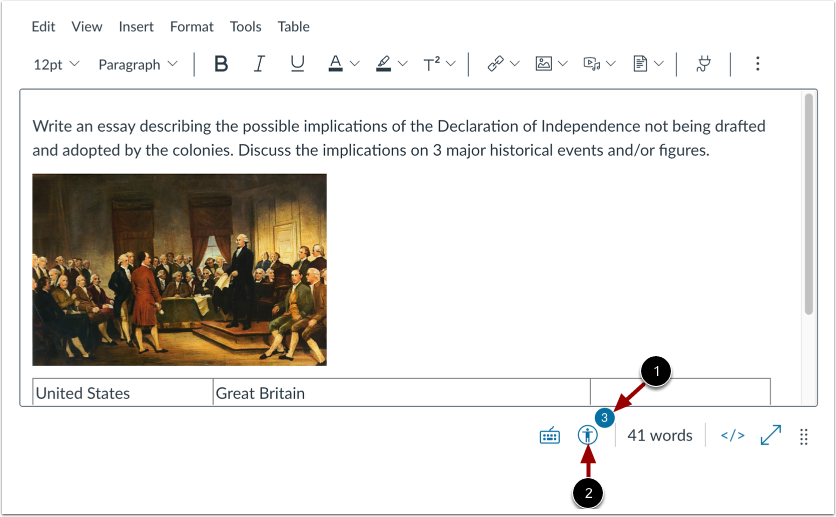 Edit View Insert Format Tools Table
12pt Paragraph B I U A T²
Write an essay describing the possible implications of the Declaration of Independence not being drafted
and adopted by the colonies. Discuss the implications on 3 major historical events and/or figures.
United States Great Britain
1
3
41 words </>
2